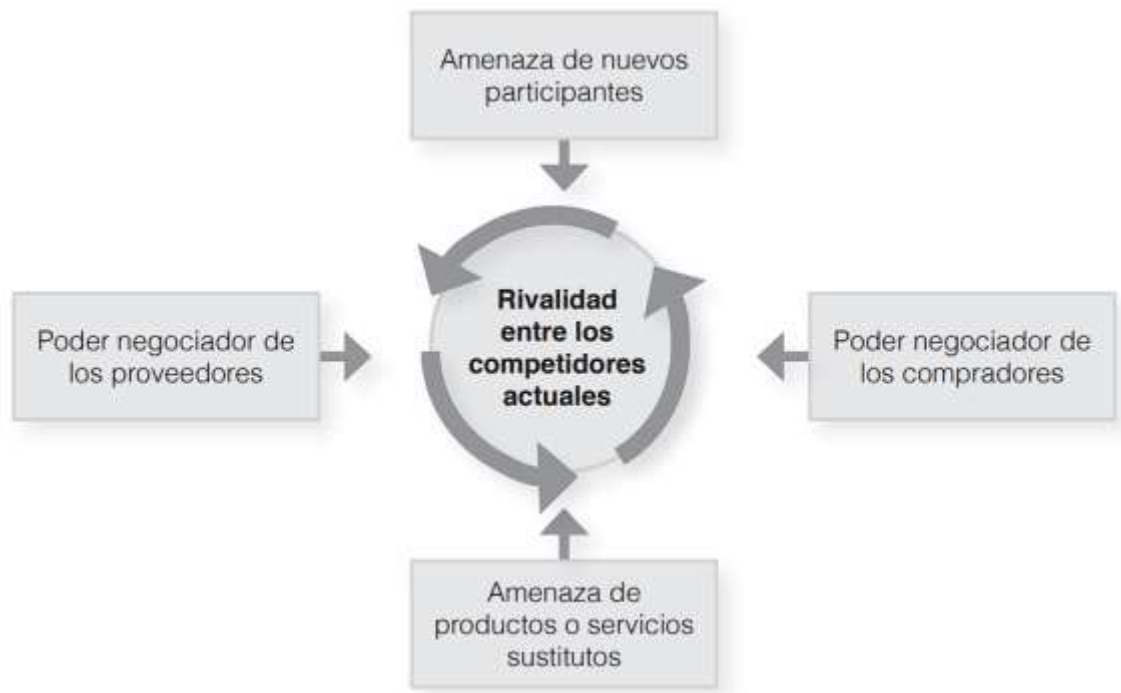 Amenaza de nuevos
participantes
Rivalidad
entre los
competidores
actuales
Poder negociador de
los proveedores
Poder negociador de
los compradores
Amenaza de
productos o servicios
sustitutos